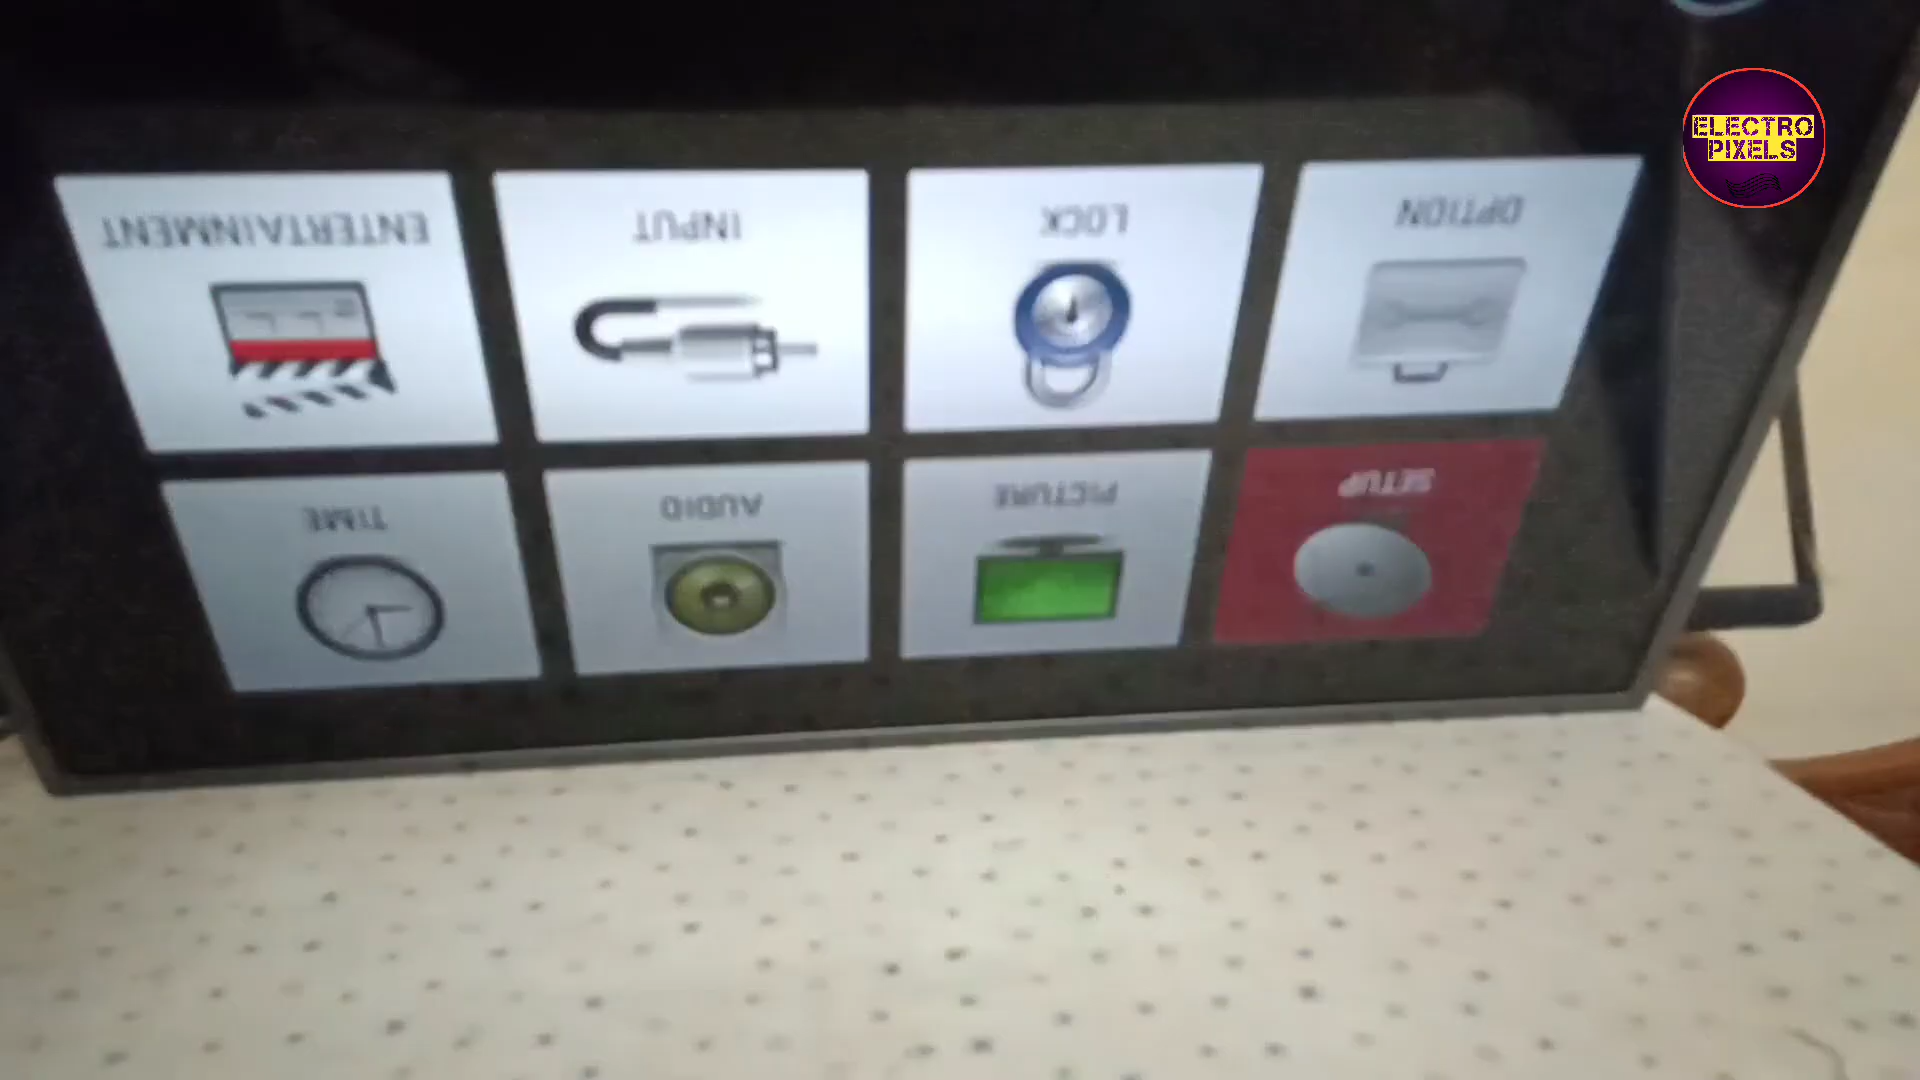 SETUP
PICTURE
AUDIO
TIME
OPTION
LOCK
INPUT
ENTERTAINMENT
ELECTRO
PIXELS